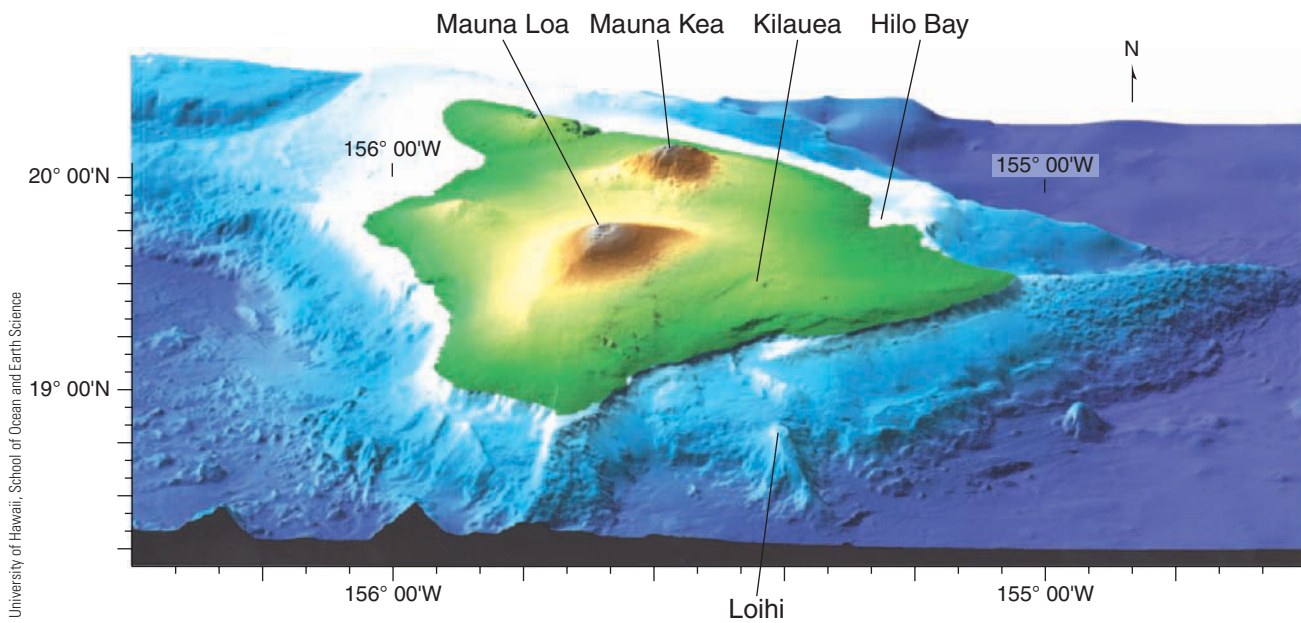 Mauna Loa Mauna Kea Kilauea Hilo Bay
N
156° 00'W
155° 00'W
20° 00'N
19° 00'N
156° 00'W
155° 00'W
Loihi
University of Hawaii, School of Ocean and Earth Science